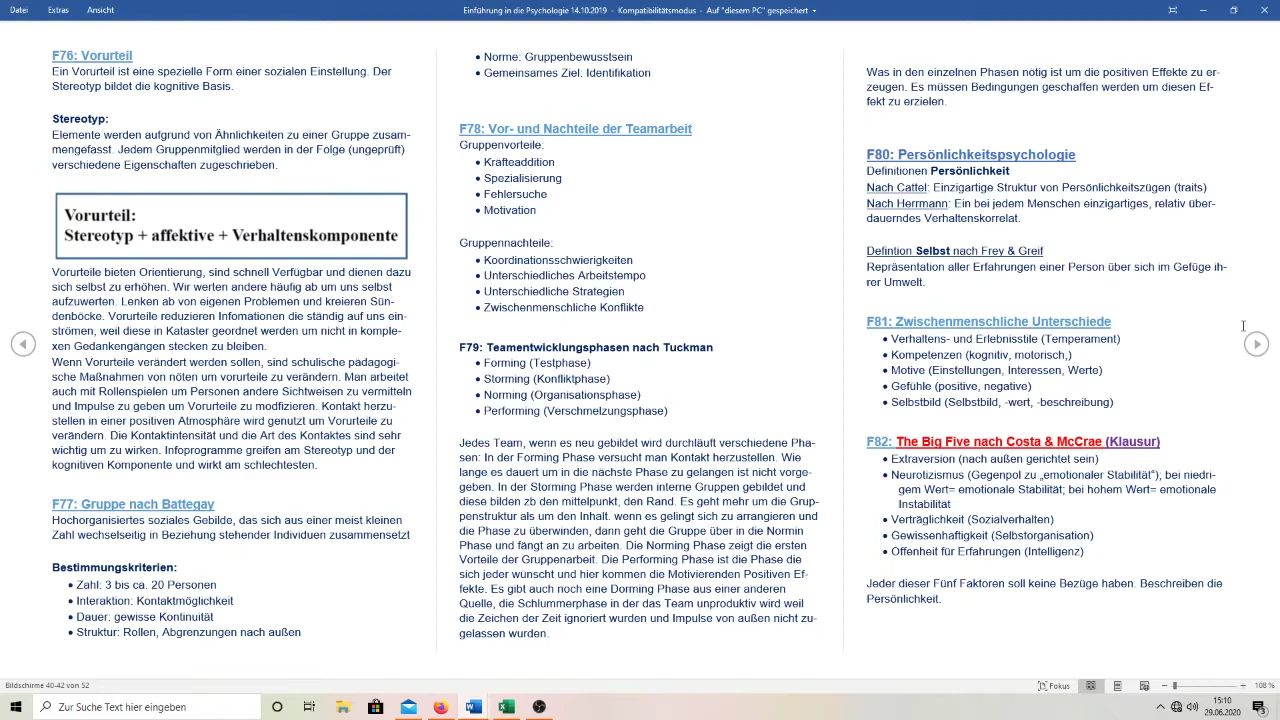 Datei Extras Ansicht
Einführung in die Psychologie 14.10.2019 - Kompatibilitätsmodus - Auf "diesem PC" gespeichert
F76: Vorurteil
Ein Vorurteil ist eine spezielle Form einer sozialen Einstellung. Der
Stereotyp bildet die kognitive Basis.
Stereotyp:
Elemente werden aufgrund von Ähnlichkeiten zu einer Gruppe zusam-
mengefasst. Jedem Gruppenmitglied werden in der Folge (ungeprüft)
verschiedene Eigenschaften zugeschrieben.
Vorurteil:
Stereotyp + affektive + Verhaltenskomponente
Vorurteile bieten Orientierung, sind schnell Verfügbar und dienen dazu
sich selbst zu erhöhen. Wir werten andere häufig ab um uns selbst
aufzuwerten. Lenken ab von eigenen Problemen und kreieren Sün-
denböcke. Vorurteile reduzieren Infomationen die ständig auf uns ein-
strömen, weil diese in Kataster geordnet werden um nicht in komple-
xen Gedankengängen stecken zu bleiben.
Wenn Vorurteile verändert werden sollen, sind schulische pädagogi-
sche Maßnahmen von nöten um vorurteile zu verändern. Man arbeitet
auch mit Rollenspielen um Personen andere Sichtweisen zu vermitteln
und Impulse zu geben um Vorurteile zu modfizieren. Kontakt herzu-
stellen in einer positiven Atmosphäre wird genutzt um Vorurteile zu
verändern. Die Kontaktintensität und die Art des Kontaktes sind sehr
wichtig um zu wirken. Infoprogramme greifen am Stereotyp und der
kognitiven Komponente und wirkt am schlechtesten.
F77: Gruppe nach Battegay
Hochorganisiertes soziales Gebilde, das sich aus einer meist kleinen
Zahl wechselseitig in Beziehung stehender Individuen zusammensetzt
Bestimmungskriterien:
• Zahl: 3 bis ca. 20 Personen
• Interaktion: Kontaktmöglichkeit
• Dauer: gewisse Kontinuität
• Struktur: Rollen, Abgrenzungen nach außen
• Norme: Gruppenbewusstsein
• Gemeinsames Ziel: Identifikation
F78: Vor- und Nachteile der Teamarbeit
Gruppenvorteile:
• Kräfteaddition
• Spezialisierung
• Fehlersuche
• Motivation
Gruppennachteile:
• Koordinationsschwierigkeiten
• Unterschiedliches Arbeitstempo
• Unterschiedliche Strategien
• Zwischenmenschliche Konflikte
F79: Teamentwicklungsphasen nach Tuckman
• Forming (Testphase)
• Storming (Konfliktphase)
• Norming (Organisationsphase)
• Performing (Verschmelzungsphase)
Jedes Team, wenn es neu gebildet wird durchläuft verschiedene Pha-
sen: In der Forming Phase versucht man Kontakt herzustellen. Wie
lange es dauert um in die nächste Phase zu gelangen ist nicht vorge-
geben. In der Storming Phase werden interne Gruppen gebildet und
diese bilden zb den mittelpunkt, den Rand. Es geht mehr um die Grup-
penstruktur als um den Inhalt. wenn es gelingt sich zu arrangieren und
die Phase zu überwinden, dann geht die Gruppe über in die Normin
Phase und fängt an zu arbeiten. Die Norming Phase zeigt die ersten
Vorteile der Gruppenarbeit. Die Performing Phase ist die Phase die
sich jeder wünscht und hier kommen die Motivierenden Positiven Ef-
fekte. Es gibt auch noch eine Dorming Phase aus einer anderen
Quelle, die Schlummerphase in der das Team unproduktiv wird weil
die Zeichen der Zeit ignoriert wurden und Impulse von außen nicht zu-
gelassen wurden.
Was in den einzelnen Phasen nötig ist um die positiven Effekte zu er-
zeugen. Es müssen Bedingungen geschaffen werden um diesen Ef-
fekt zu erzielen.
F80: Persönlichkeitspsychologie
Definitionen Persönlichkeit
Nach Cattel: Einzigartige Struktur von Persönlichkeitszügen (traits)
Nach Herrmann: Ein bei jedem Menschen einzigartiges, relativ über-
dauerndes Verhaltenskorrelat.
Defintion Selbst nach Frey & Greif
Repräsentation aller Erfahrungen einer Person über sich im Gefüge ih-
rer Umwelt.
F81: Zwischenmenschliche Unterschiede
• Verhaltens- und Erlebnisstile (Temperament)
• Kompetenzen (kognitiv, motorisch,)
• Motive (Einstellungen, Interessen, Werte)
• Gefühle (positive, negative)
• Selbstbild (Selbstbild, -wert, -beschreibung)
F82: The Big Five nach Costa & McCrae (Klausur)
• Extraversion (nach außen gerichtet sein)
• Neurotizismus (Gegenpol zu „emotionaler Stabilität“); bei niedri-
gem Wert= emotionale Stabilität; bei hohem Wert= emotionale
Instabilität
• Verträglichkeit (Sozialverhalten)
• Gewissenhaftigkeit (Selbstorganisation)
• Offenheit für Erfahrungen (Intelligenz)
Jeder dieser Fünf Faktoren soll keine Bezüge haben. Beschreiben die
Persönlichkeit.
Bildschirme 40-42 von 52
Fokus
108 %
Zur Suche Text hier eingeben
15:10
29.06.2020
3